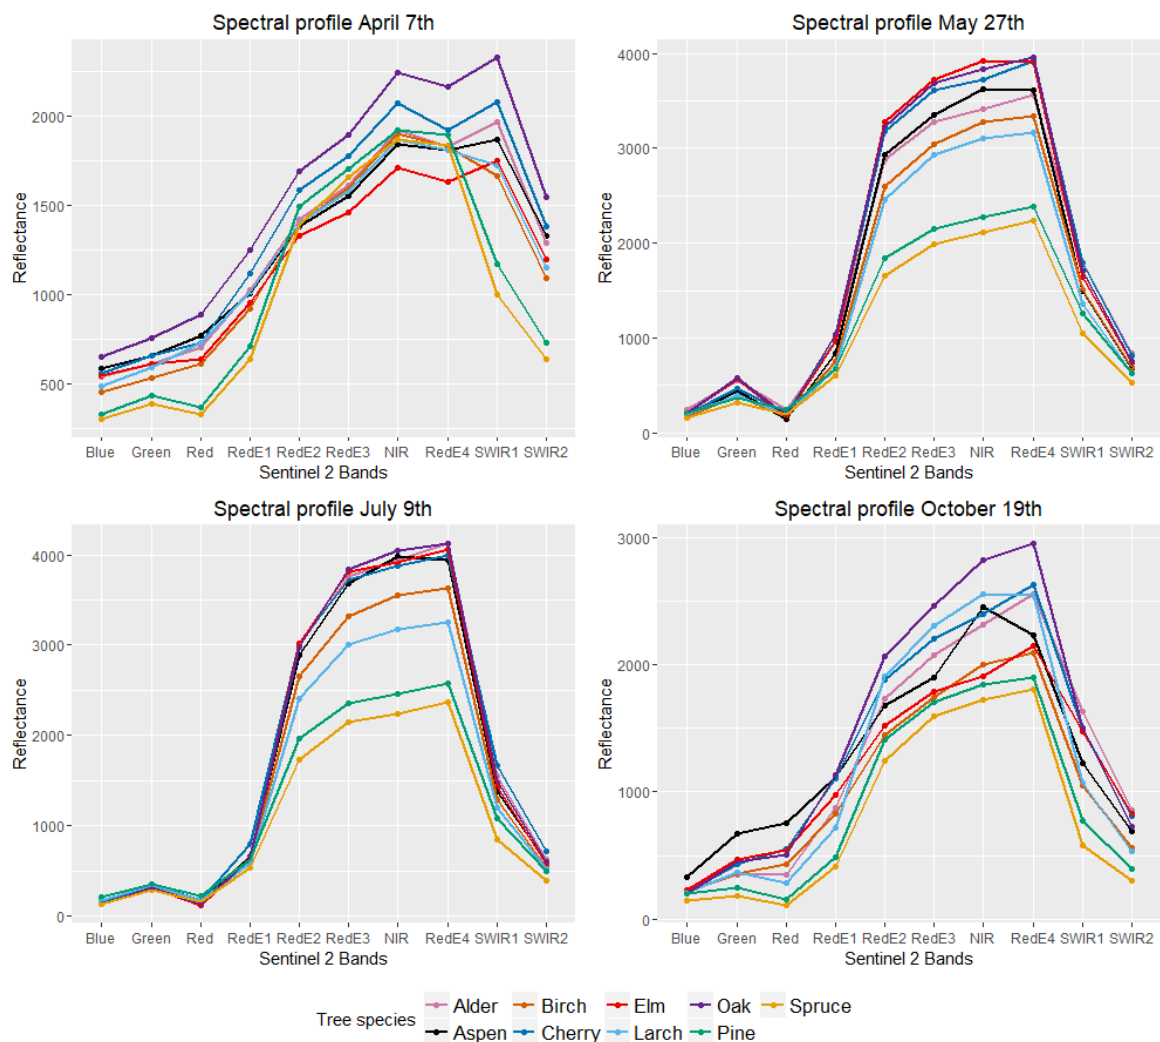 Spectral profile April 7th
Reflectance
2000
1500
1000
500
Blue Green Red RedE1 RedE2 RedE3 NIR RedE4 SWIR1 SWIR2
Sentinel 2 Bands
Spectral profile May 27th
Reflectance
4000
3000
2000
1000
0
Blue Green Red RedE1 RedE2 RedE3 NIR RedE4 SWIR1 SWIR2
Sentinel 2 Bands
Spectral profile July 9th
Reflectance
4000
3000
2000
1000
0
Blue Green Red RedE1 RedE2 RedE3 NIR RedE4 SWIR1 SWIR2
Sentinel 2 Bands
Spectral profile October 19th
Reflectance
3000
2000
1000
0
Blue Green Red RedE1 RedE2 RedE3 NIR RedE4 SWIR1 SWIR2
Sentinel 2 Bands
Tree species
Alder Birch Elm Oak Spruce
Aspen Cherry Larch Pine